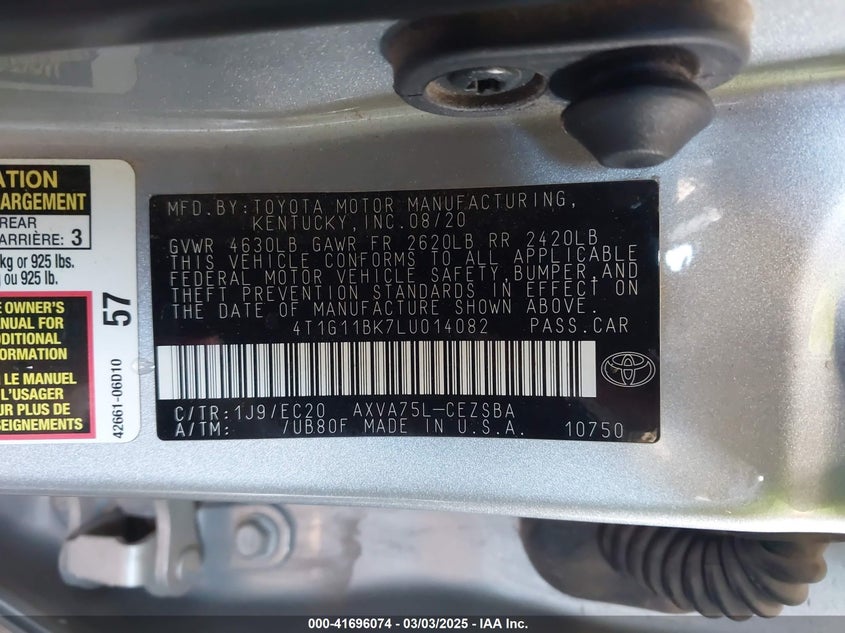 ATION
ARGEMENT
REAR
ARRIÈRE: 3
kg or 925 lbs.
g ou 925 lb.
OWNER'S
ANUAL FOR
DDITIONAL
FORMATION
LE MANUEL
L'USAGER
UR PLUS DE
SEIGNEMENTS
57
42661-06D10
MFD.BY:TOYOTA MOTOR MANUFACTURING,
KENTUCKY,INC.08/20
GVWR 4630LB GAWR FR 2620LB RR 2420LB
THIS VEHICLE CONFORMS TO ALL APPLICABLE
FEDERAL MOTOR VEHICLE SAFETY,BUMPER,AND
THEFT PREVENTION STANDARDS IN EFFECT ON
THE DATE OF MANUFACTURE SHOWN ABOVE.
4T1G11BK7LU014082 PASS.CAR
C/TR:1J9/EC20 AXVA75L-CEZSBA
A/TM: /UB80F MADE IN U.S.A. 10750
000-41696074 — 03/03/2025 — IAA Inc.